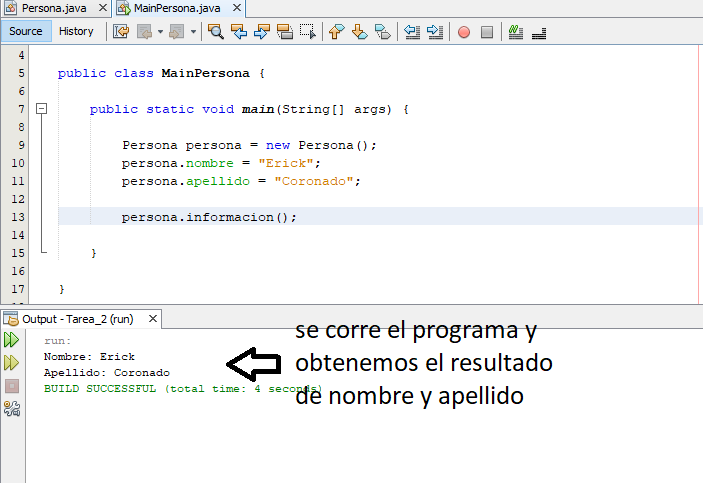 Persona.java MainPersona.java
Source History
4
5 public class MainPersona {
6
7 public static void main(String[] args) {
8
9 Persona persona = new Persona();
10 persona.nombre = "Erick";
11 persona.apellido = "Coronado";
12
13 persona.informacion();
14
15 }
16
17 }
Output - Tarea_2 (run)
run:
Nombre: Erick
Apellido: Coronado
BUILD SUCCESSFUL (total time: 4 seconds)
se corre el programa y
obtenemos el resultado
de nombre y apellido